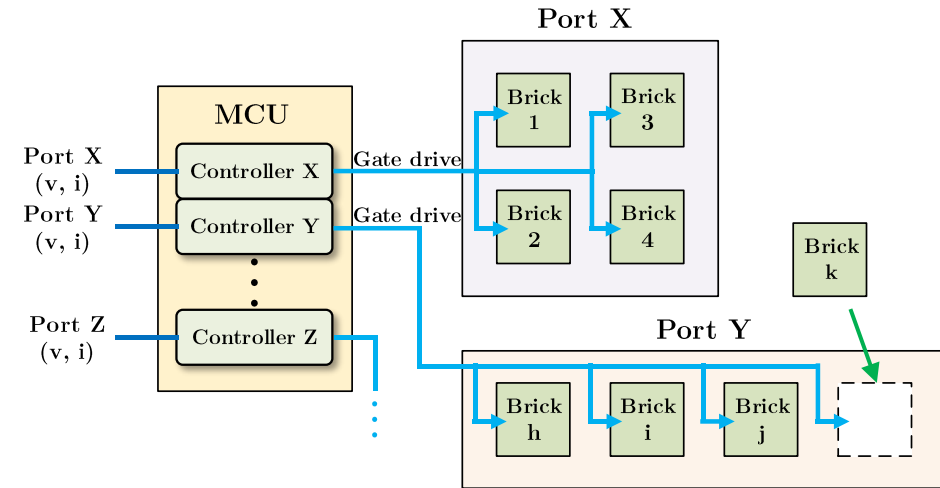 Port X
MCU
Brick
1
Brick
3
Port X
(v, i)
Controller X
Gate drive
Port Y
(v, i)
Controller Y
Gate drive
Brick
2
Brick
4
Brick
k
Port Z
(v, i)
Controller Z
Port Y
Brick
h
Brick
i
Brick
j